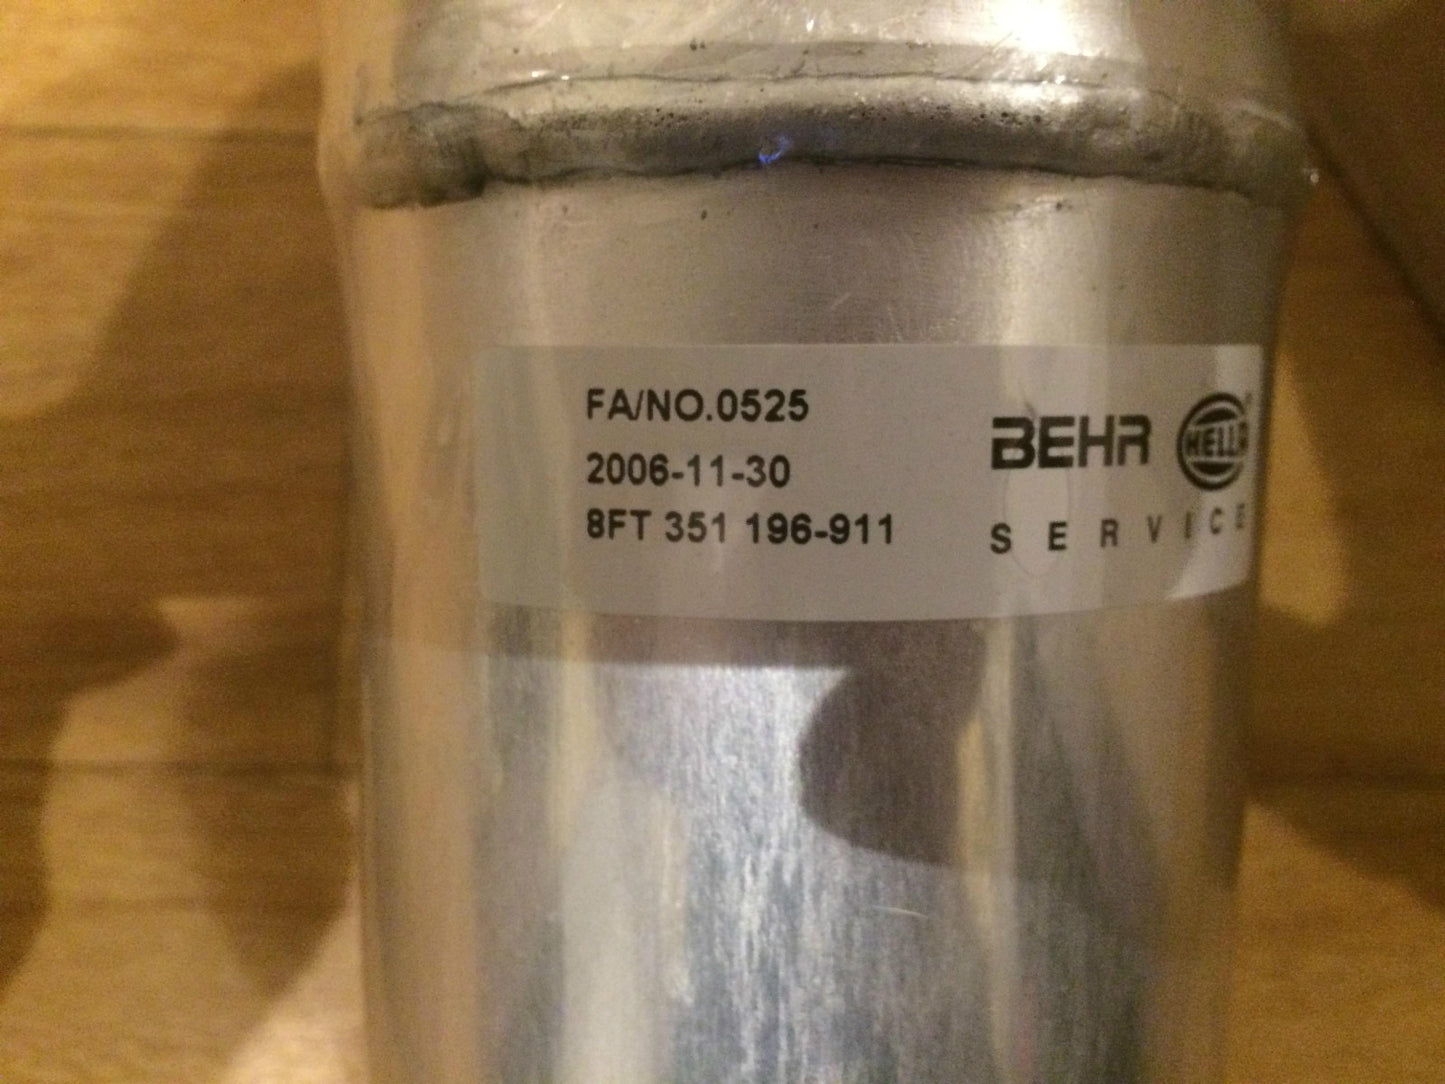 FA/NO.0525
2006-11-30
8FT 351 196-911
BEHR HELLA
SERVICE